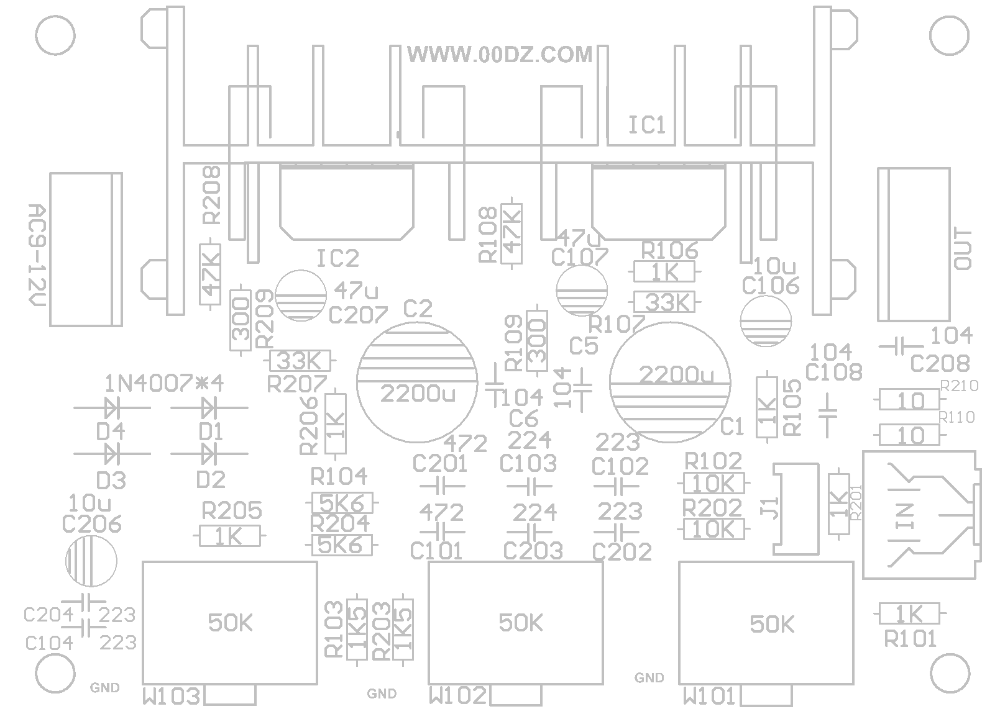 WWW.00DZ.COM
IC1
R208
AC9-12V
47K
R108
47K
47u
C107
R106
1K
OUT
IC2
10u
C106
300
R209
47u
C207
C2
33K
R107
R109
300
C5
104
C208
33K
R207
1N4007*4
2200u
104
C6
104
2200u
C1
104
C108
1K
R105
R210
10
R110
10
D4
D1
R206
1K
D3
D2
472
C201
224
C103
223
C102
R102
10K
R104
5K6
10u
C206
R205
1K
R204
5K6
472
C101
224
C203
223
C202
R202
10K
J1
1K
R201
IN
C204
223
C104
223
50K
R103
1K5
R203
1K5
50K
50K
1K
R101
GND
W103
GND
W102
GND
W101